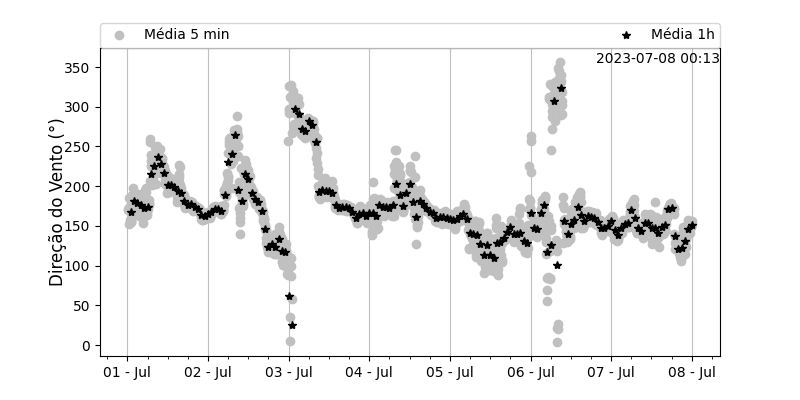 Média 5 min
Média 1h
2023-07-08 00:13
Direção do Vento (°)
350
300
250
200
150
100
50
0
01 - Jul
02 - Jul
03 - Jul
04 - Jul
05 - Jul
06 - Jul
07 - Jul
08 - Jul